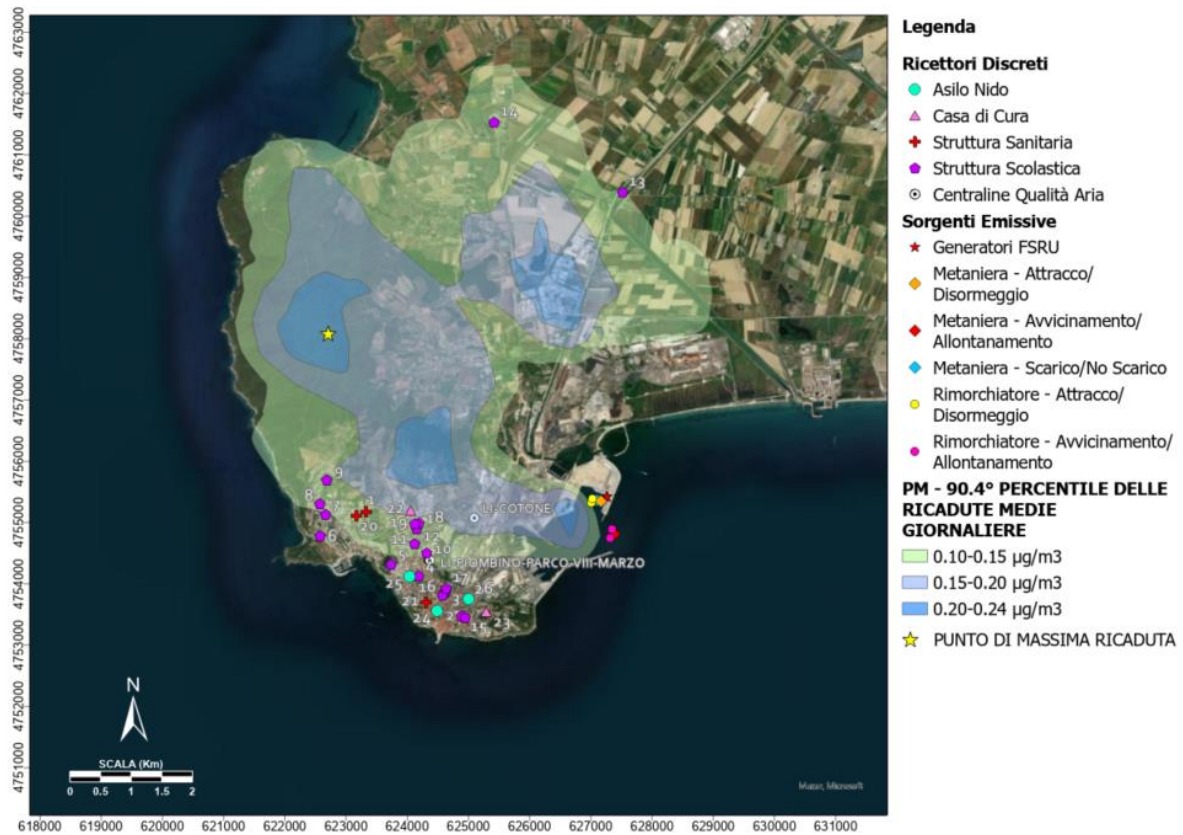 4763000
4762000
4761000
4760000
4759000
4758000
4757000
4756000
4755000
4754000
4753000
4752000
4751000
14
13
9
8
7
6
1
20
22
19
18
LI-COTONE
11
12
10
5
4
LI-PIOMBINO-PARCO-VIII-MARZO
25
16
17
3
26
21
24
2
15
23
N
SCALA (Km)
0 0.5 1 1.5 2
Maxar, Microsoft
618000 619000 620000 621000 622000 623000 624000 625000 626000 627000 628000 629000 630000 631000
Legenda
Ricettori Discreti
Asilo Nido
Casa di Cura
Struttura Sanitaria
Struttura Scolastica
Centraline Qualità Aria
Sorgenti Emissive
Generatori FSRU
Metaniera - Attracco/
Disormeggio
Metaniera - Avvicinamento/
Allontanamento
Metaniera - Scarico/No Scarico
Rimorchiatore - Attracco/
Disormeggio
Rimorchiatore - Avvicinamento/
Allontanamento
PM - 90.4° PERCENTILE DELLE
RICADUTE MEDIE
GIORNALIERE
0.10-0.15 µg/m3
0.15-0.20 µg/m3
0.20-0.24 µg/m3
PUNTO DI MASSIMA RICADUTA